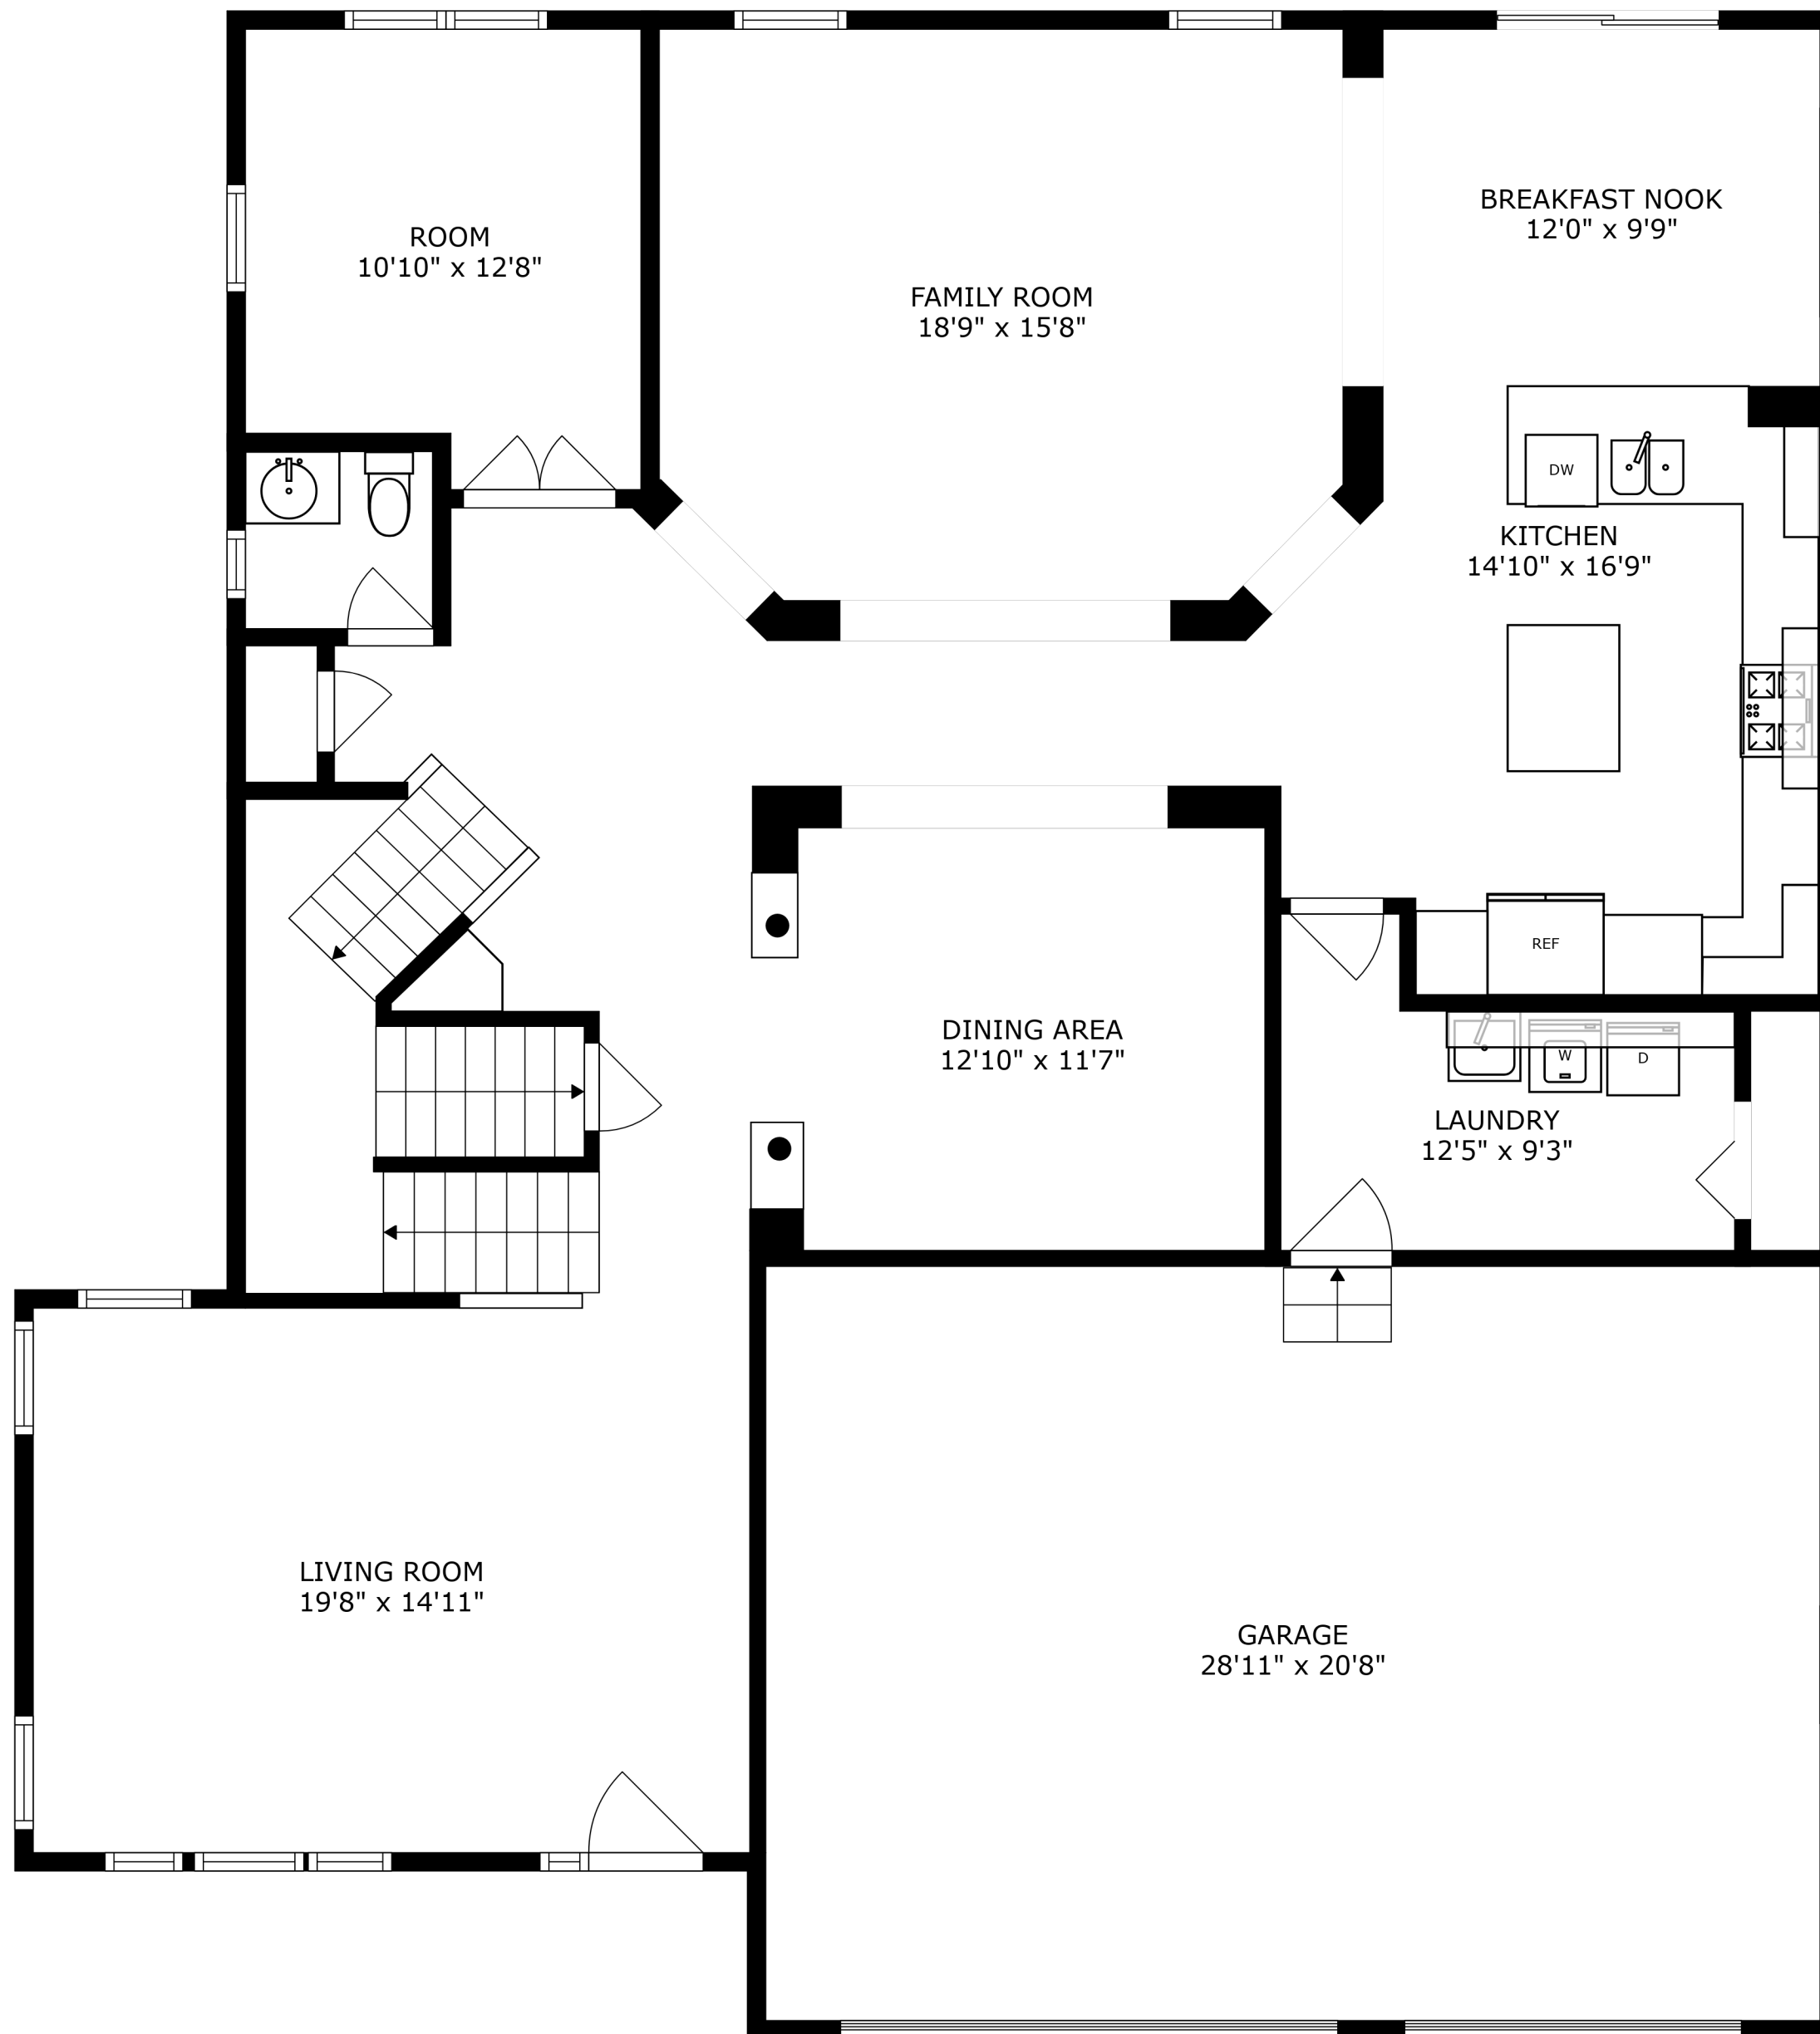 BREAKFAST NOOK
12'0" x 9'9"
ROOM
10'10" x 12'8"
FAMILY ROOM
18'9" x 15'8"
DW
KITCHEN
14'10" x 16'9"
REF
DINING AREA
12'10" x 11'7"
W
D
LAUNDRY
12'5" x 9'3"
LIVING ROOM
19'8" x 14'11"
GARAGE
28'11" x 20'8"